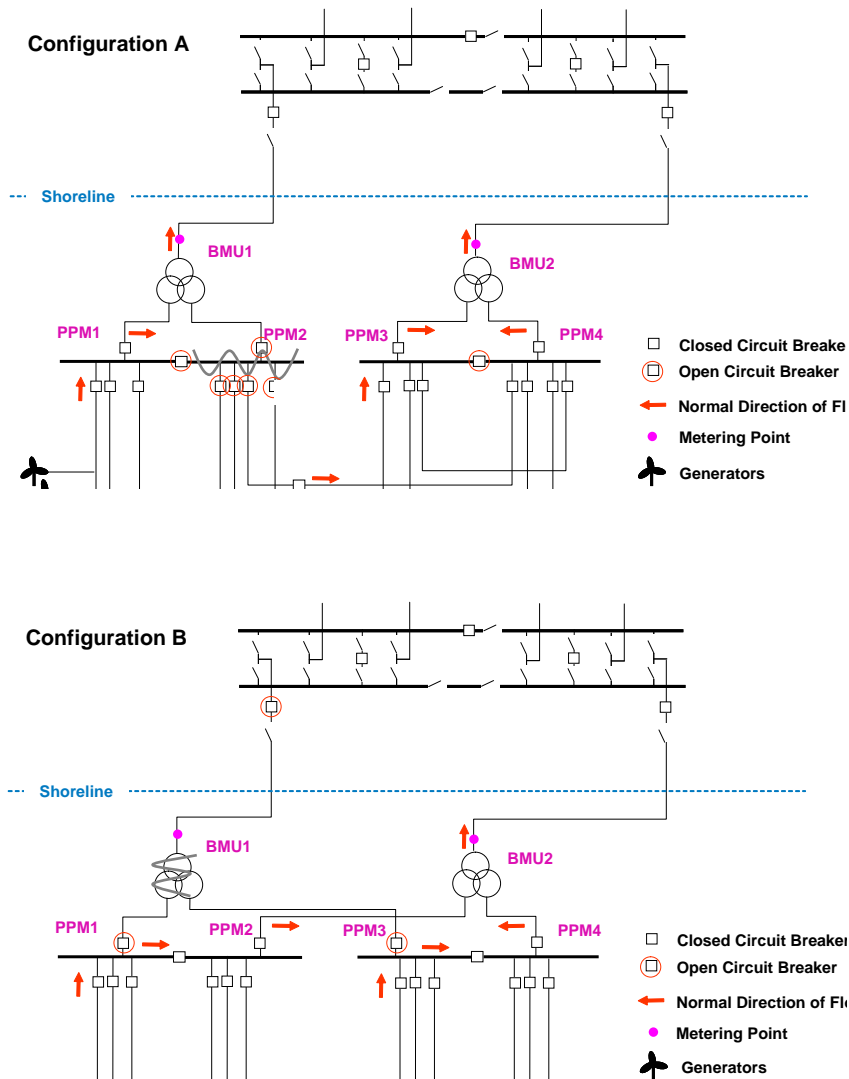 Configuration A
Shoreline
BMU1
BMU2
PPM1
PPM2
PPM3
PPM4
Closed Circuit Breake
Open Circuit Breaker
Normal Direction of Fl
Metering Point
Generators
Configuration B
Shoreline
BMU1
BMU2
PPM1
PPM2
PPM3
PPM4
Closed Circuit Breaker
Open Circuit Breaker
Normal Direction of Flo
Metering Point
Generators